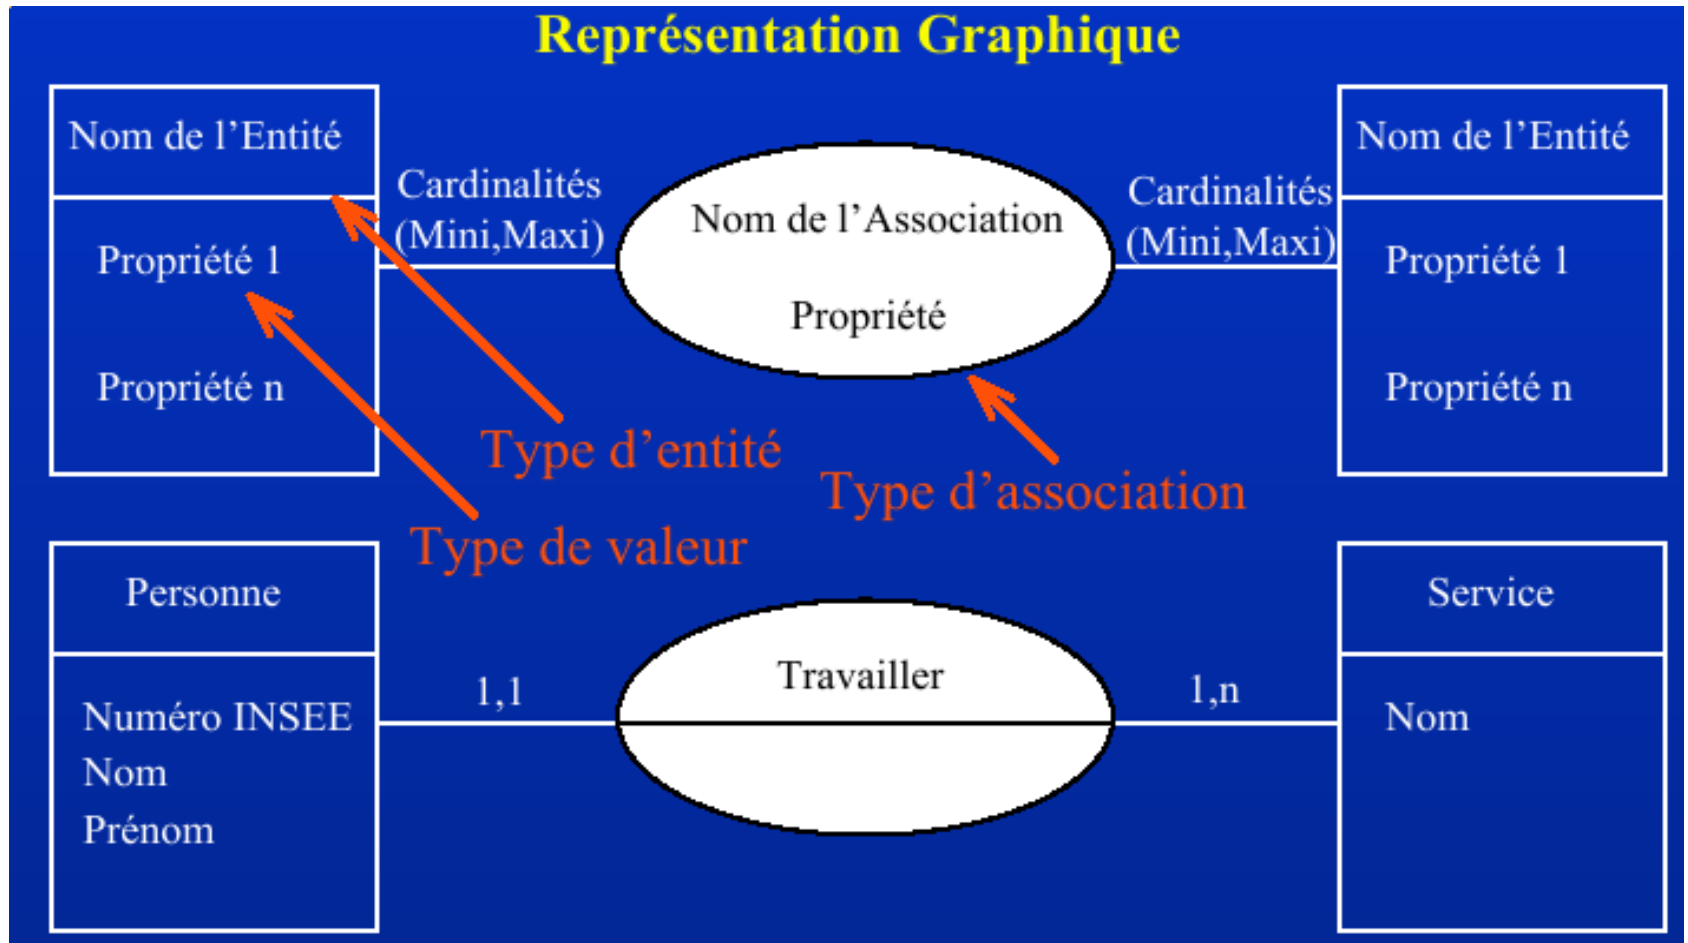 Représentation Graphique
Nom de l’Entité
Propriété 1
Propriété n
Cardinalités
(Mini,Maxi)
Nom de l’Association
Propriété
Cardinalités
(Mini,Maxi)
Nom de l’Entité
Propriété 1
Propriété n
Type d’entité
Type d’association
Type de valeur
Personne
Numéro INSEE
Nom
Prénom
1,1
Travailler
1,n
Service
Nom